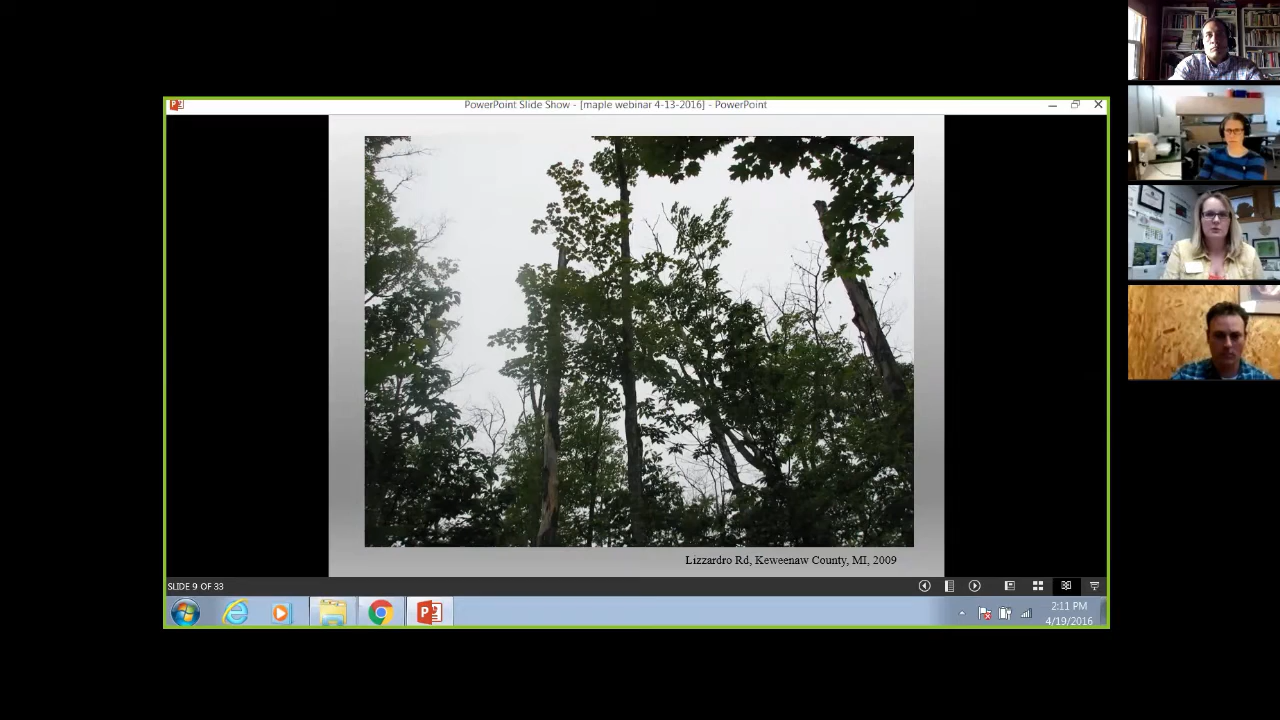 PowerPoint Slide Show - [maple webinar 4-13-2016] - PowerPoint
Lizzardro Rd, Keweenaw County, MI, 2009
SLIDE 9 OF 33
2:11 PM
4/19/2016